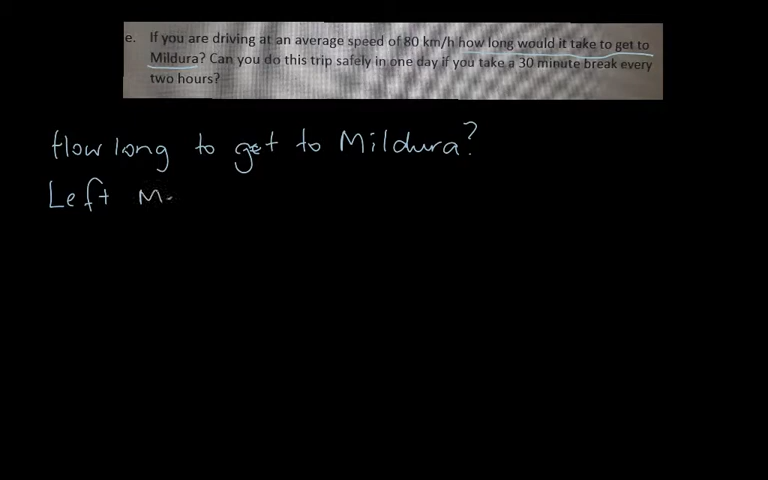 e. If you are driving at an average speed of 80 km/h how long would it take to get to
Mildura? Can you do this trip safely in one day if you take a 30 minute break every
two hours?
How long to get to Mildura?
Left M